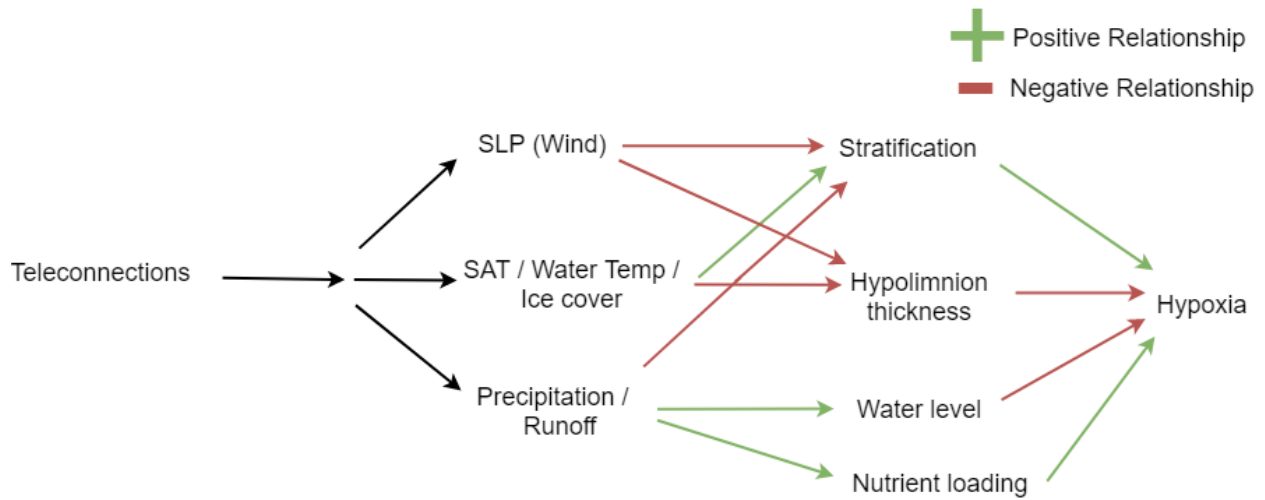 Positive Relationship
Negative Relationship
SLP (Wind)
Stratification
Teleconnections
SAT / Water Temp /
Ice cover
Hypolimnion
thickness
Hypoxia
Precipitation /
Runoff
Water level
Nutrient loading